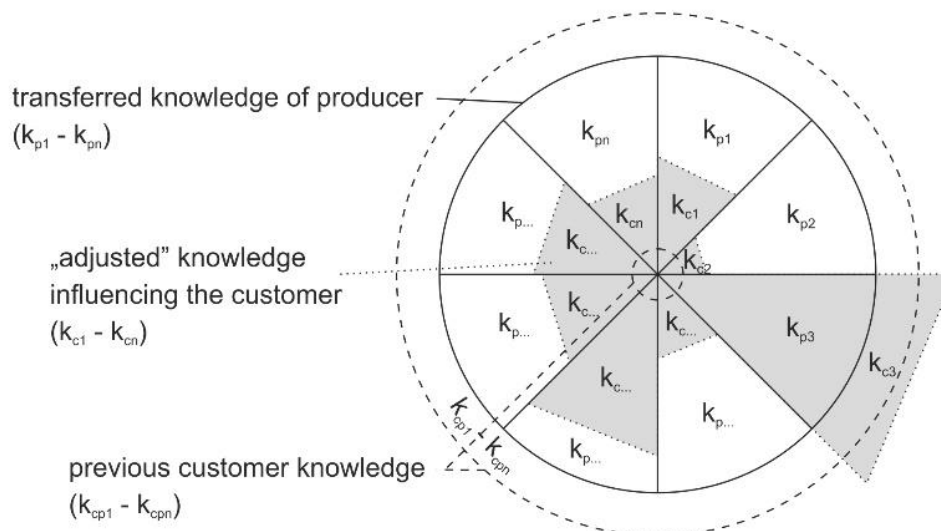 transferred knowledge of producer
(kp1 - kpn)
„adjusted” knowledge
influencing the customer
(kc1 - kcn)
previous customer knowledge
(kcp1 - kcpn)
kpn
kp1
kp...
kcn
kc1
kp2
kc...
kc2
kp...
kc...
kc...
kp3
kc3
kc...
kp...
kp...
kcp1 - kcpn